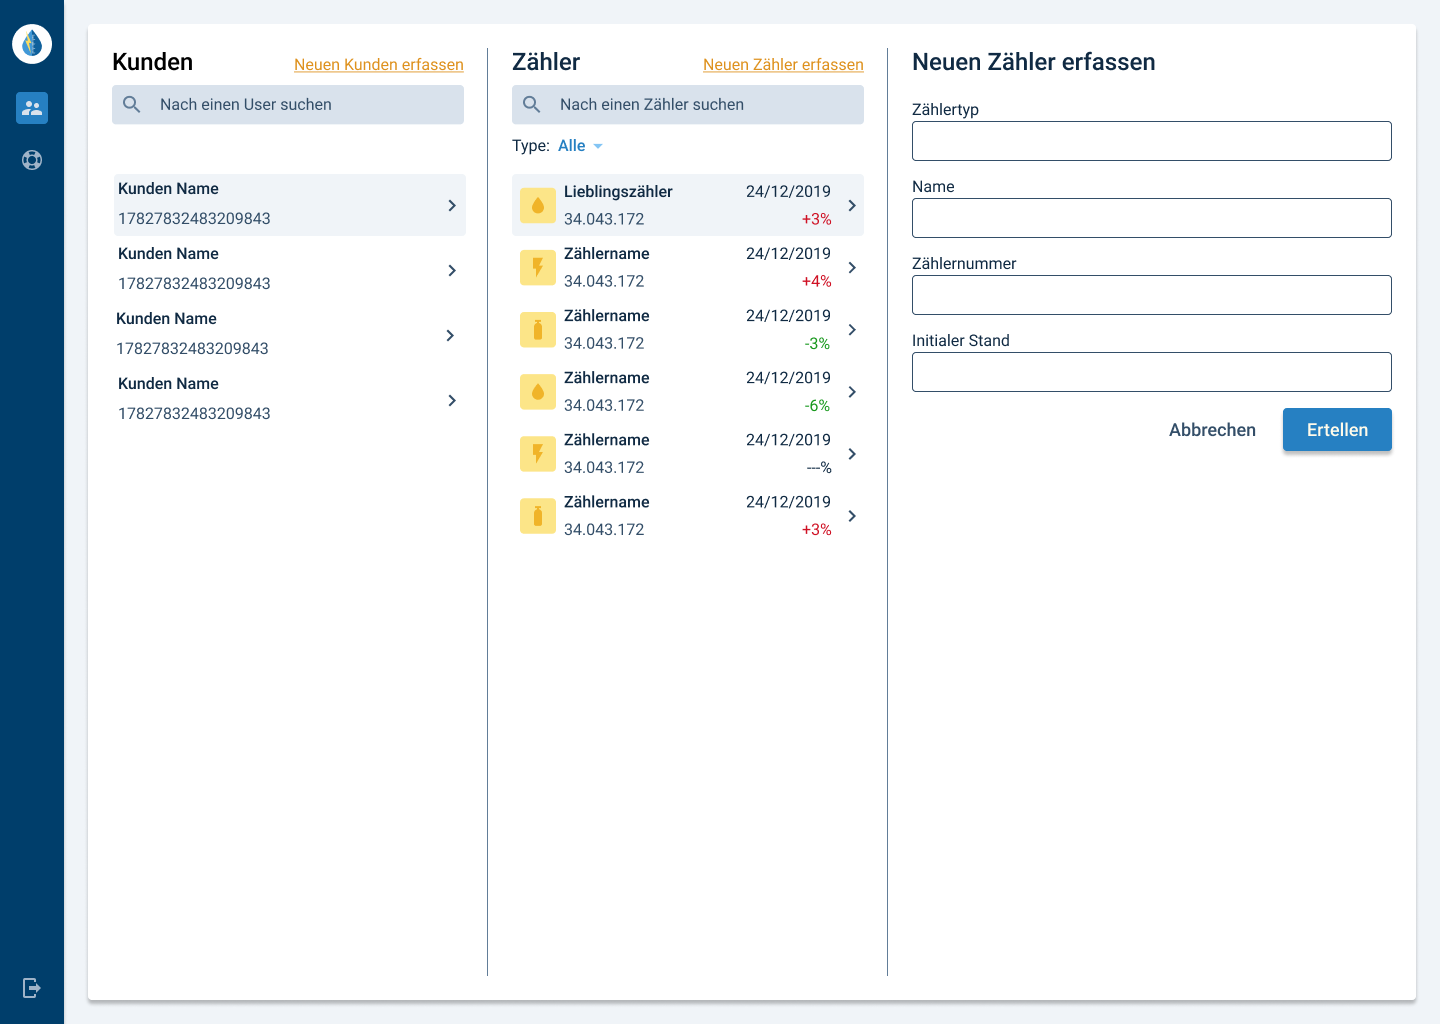 Kunden
Neuen Kunden erfassen
Nach einen User suchen
Kunden Name
17827832483209843
Kunden Name
17827832483209843
Kunden Name
17827832483209843
Kunden Name
17827832483209843
Zähler
Neuen Zähler erfassen
Nach einen Zähler suchen
Type: Alle
Lieblingszähler 24/12/2019
34.043.172 +3%
Zählername 24/12/2019
34.043.172 +4%
Zählername 24/12/2019
34.043.172 -3%
Zählername 24/12/2019
34.043.172 -6%
Zählername 24/12/2019
34.043.172 ---%
Zählername 24/12/2019
34.043.172 +3%
Neuen Zähler erfassen
Zählertyp
Name
Zählernummer
Initialer Stand
Abbrechen Ertellen